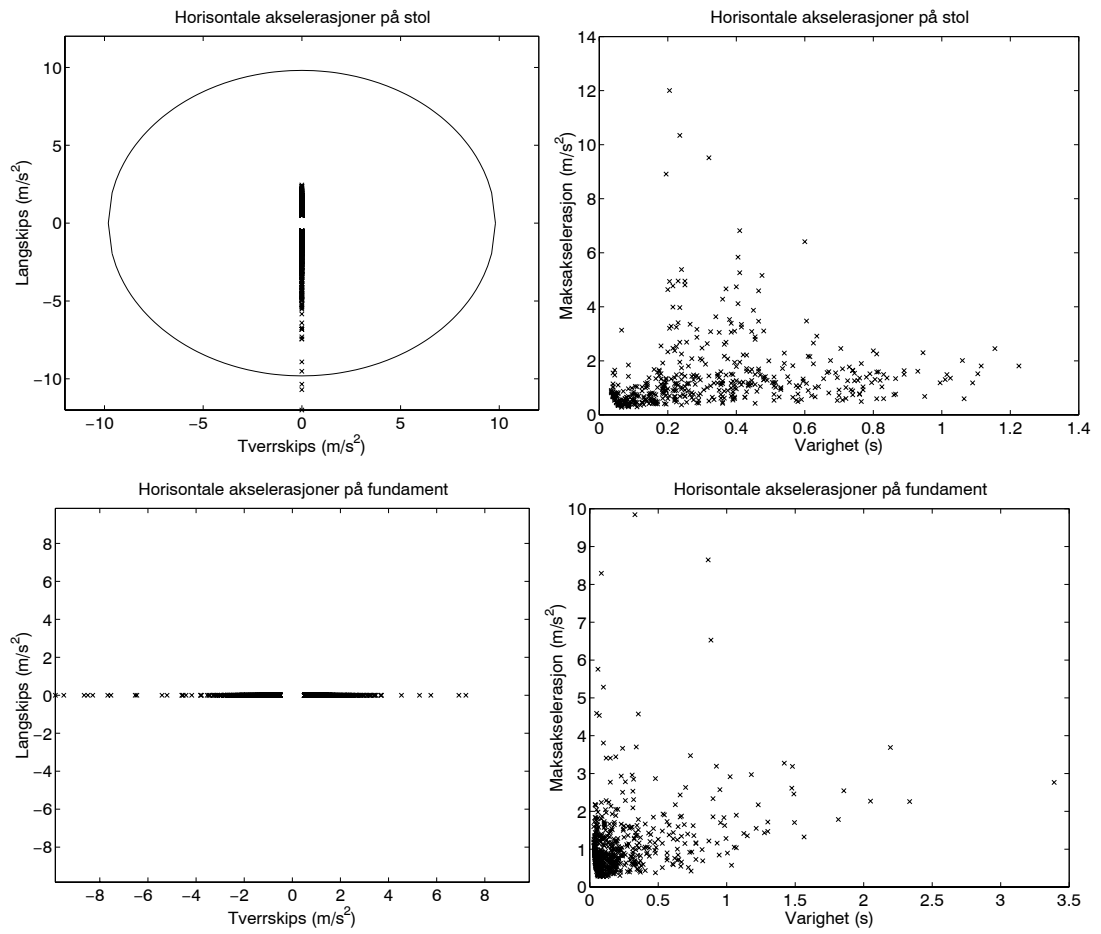 Horisontale akselerasjoner på stol
10
5
0
−5
−10
−10 −5 0 5 10
Langskips (m/s²)
Tverrskips (m/s²)
Horisontale akselerasjoner på stol
14
12
10
8
6
4
2
0
0 0.2 0.4 0.6 0.8 1 1.2 1.4
Maksakselerasjon (m/s²)
Varighet (s)
Horisontale akselerasjoner på fundament
8
6
4
2
0
−2
−4
−6
−8
−8 −6 −4 −2 0 2 4 6 8
Langskips (m/s²)
Tverrskips (m/s²)
Horisontale akselerasjoner på fundament
10
9
8
7
6
5
4
3
2
1
0
0 0.5 1 1.5 2 2.5 3 3.5
Maksakselerasjon (m/s²)
Varighet (s)